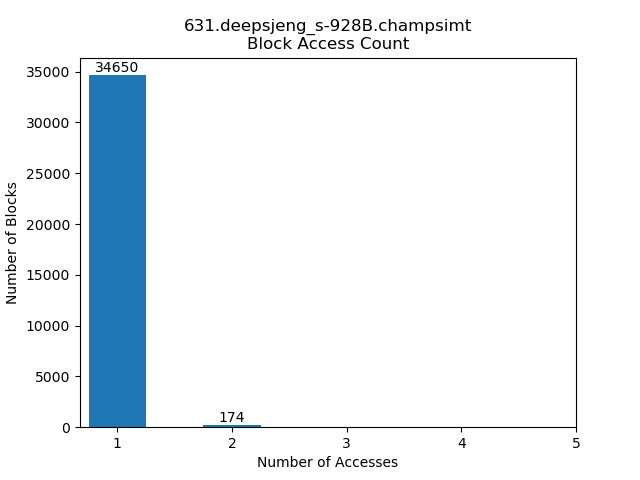 631.deepsjeng_s-928B.champsimt
Block Access Count
34650
174
35000
30000
25000
20000
15000
10000
5000
0
Number of Blocks
1 2 3 4 5
Number of Accesses